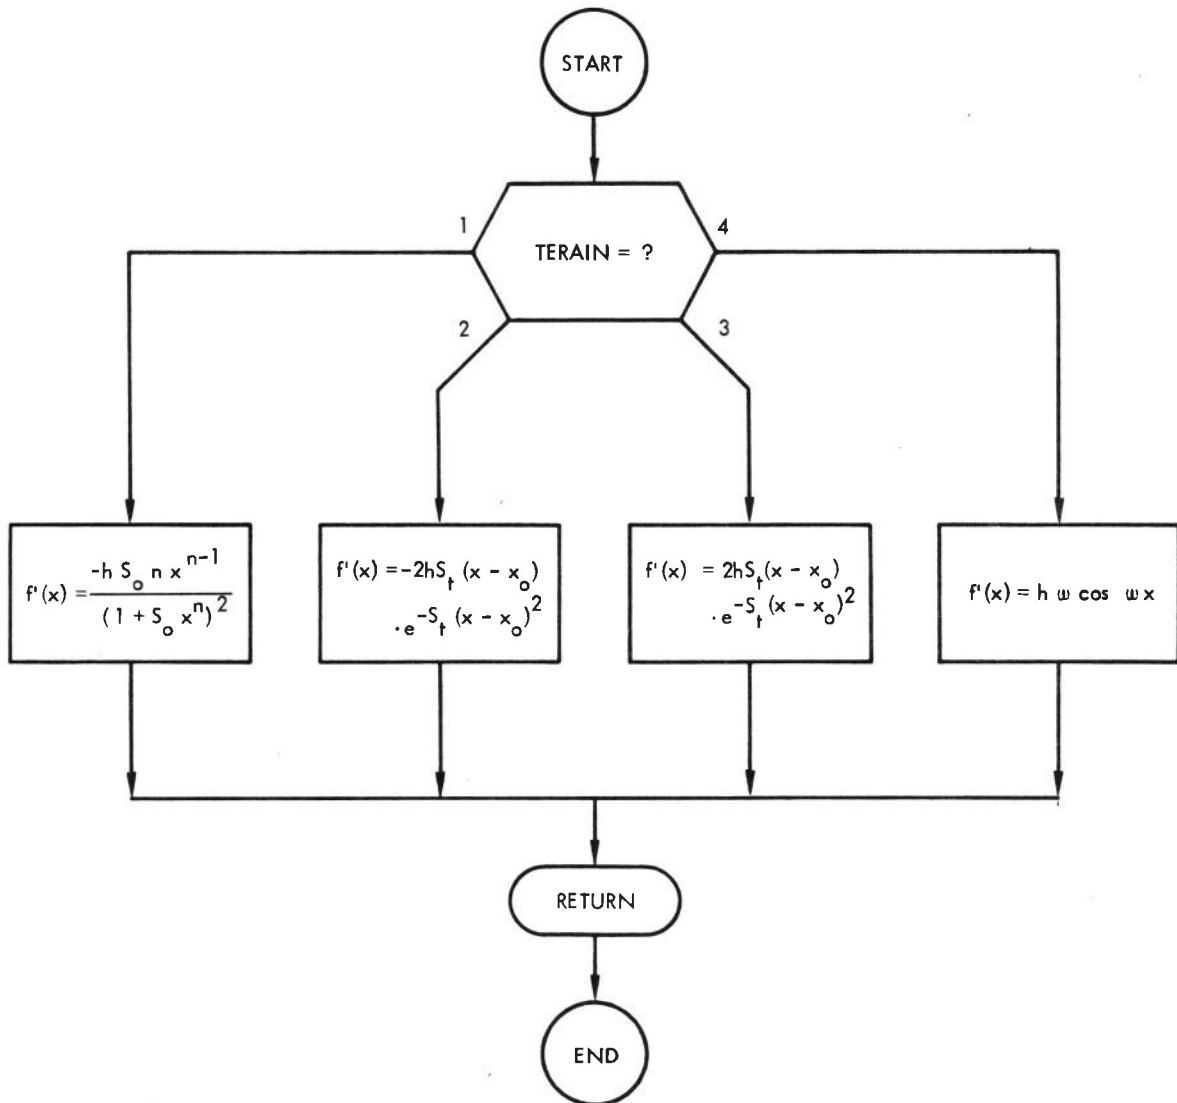 START
1
4
TERAIN = ?
2
3
f'(x) = -h S_o n x^{n-1} / (1 + S_o x^n)^2
f'(x) = -2hS_t (x - x_o)
· e^{-S_t (x - x_o)^2}
f'(x) = 2hS_t (x - x_o)
· e^{-S_t (x - x_o)^2}
f'(x) = h ω cos ωx
RETURN
END